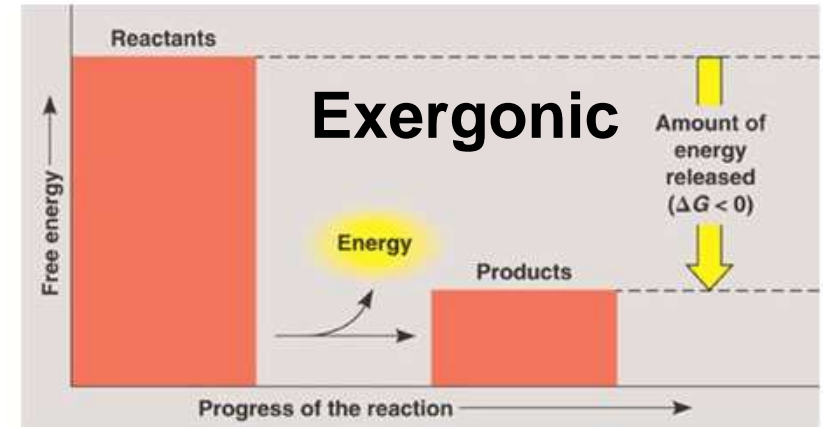 Reactants
Exergonic
Amount of
energy
released
(ΔG < 0)
Free energy
Energy
Products
Progress of the reaction